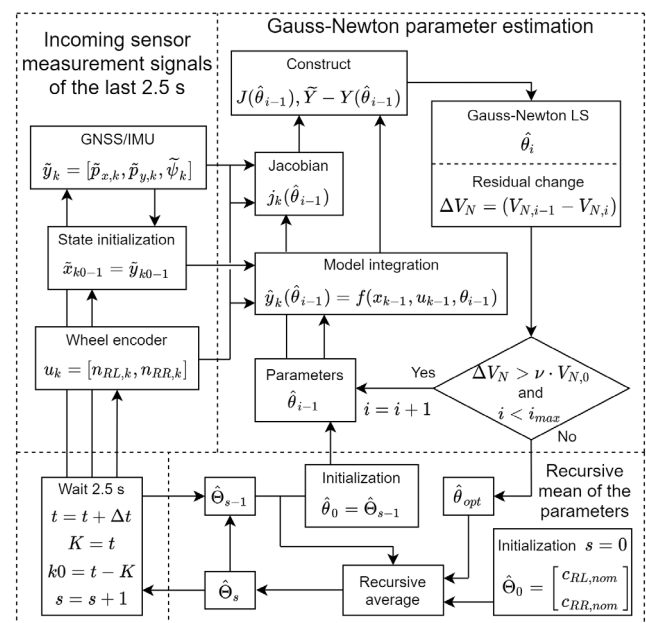 Incoming sensor
measurement signals
of the last 2.5 s
Gauss-Newton parameter estimation
Construct
J(θ̂ᵢ₋₁), Ỹ − Y(θ̂ᵢ₋₁)
Gauss-Newton LS
θ̂ᵢ
Residual change
ΔV_N = (V_{N,i−1} − V_{N,i})
GNSS/IMU
ỹ_k = [p̃_{x,k}, p̃_{y,k}, ψ̃_k]
Jacobian
j_k(θ̂ᵢ₋₁)
State initialization
x̃_{k0−1} = ỹ_{k0−1}
Model integration
ŷ_k(θ̂ᵢ₋₁) = f(x_{k−1}, u_{k−1}, θᵢ₋₁)
Wheel encoder
u_k = [n_{RL,k}, n_{RR,k}]
Parameters
θ̂ᵢ₋₁
Yes
i = i + 1
ΔV_N > ν · V_{N,0}
and
i < i_{max}
No
Wait 2.5 s
t = t + Δt
K = t
k0 = t − K
s = s + 1
Θ̂_{s−1}
Initialization
θ̂₀ = Θ̂_{s−1}
θ̂_{opt}
Recursive
mean of the
parameters
Θ̂_s
Recursive
average
Initialization s = 0
Θ̂₀ = [c_{RL,nom}
c_{RR,nom}]